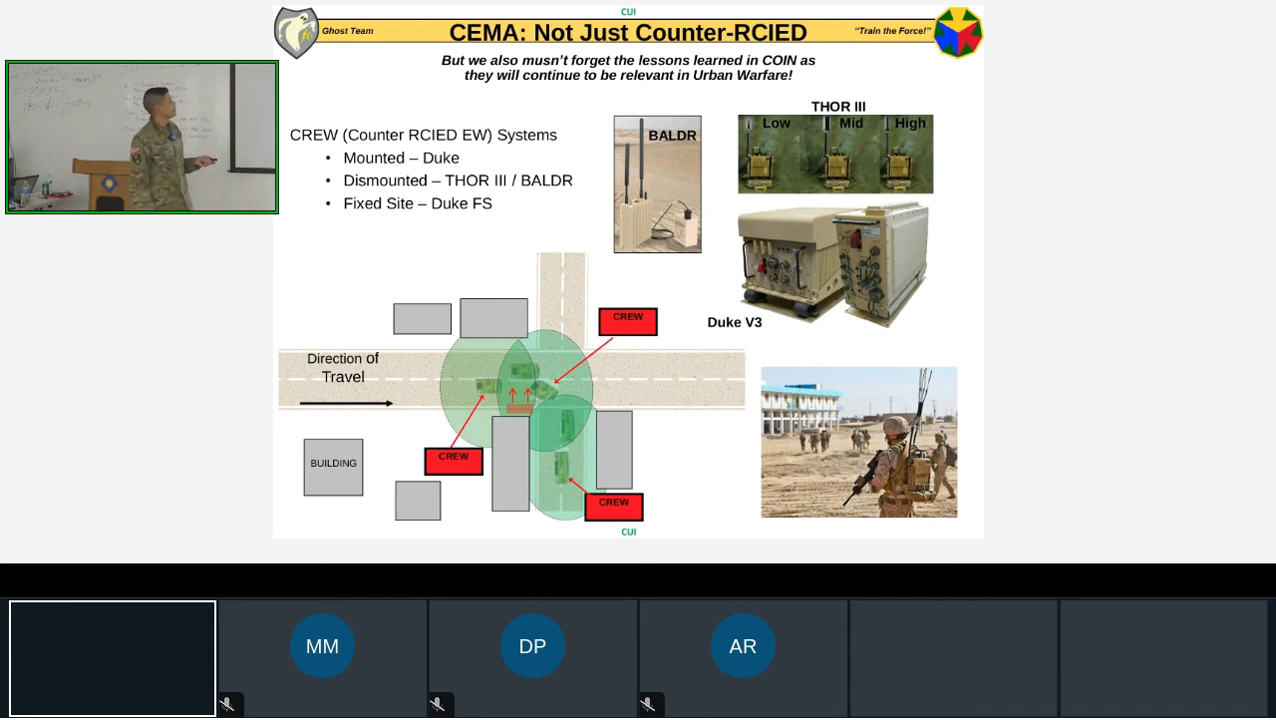 CUI
Ghost Team
CEMA: Not Just Counter-RCIED
"Train the Force!"
But we also musn't forget the lessons learned in COIN as
they will continue to be relevant in Urban Warfare!
CREW (Counter RCIED EW) Systems
• Mounted – Duke
• Dismounted – THOR III / BALDR
• Fixed Site – Duke FS
BALDR
THOR III
Low Mid High
Duke V3
CREW
Direction of
Travel
CREW
BUILDING
CREW
CUI
MM
DP
AR